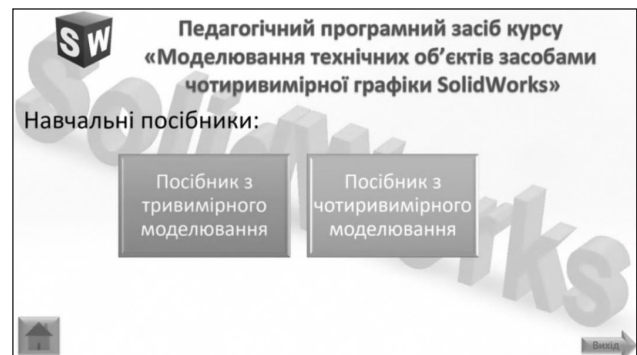 SW
Педагогічний програмний засіб курсу
«Моделювання технічних об’єктів засобами
чотиривимірної графіки SolidWorks»
SolidWorks
Навчальні посібники:
Посібник з
тривимірного
моделювання
Посібник з
чотиривимірного
моделювання
Вихід